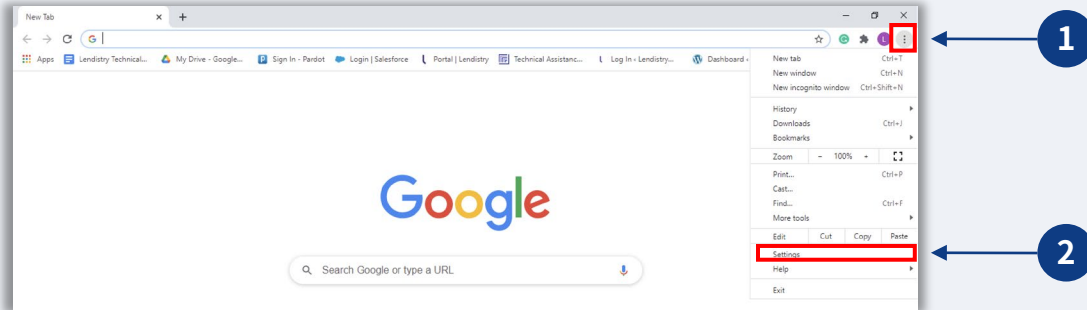 New Tab
Apps Lendistry Technical... My Drive - Google... Sign In - Pardot Login | Salesforce Portal | Lendistry Technical Assistanc... Log In ‹ Lendistry... Dashboard ‹
New tab Ctrl+T
New window Ctrl+N
New incognito window Ctrl+Shift+N
History
Downloads Ctrl+J
Bookmarks
Zoom - 100% +
Print... Ctrl+P
Cast...
Find... Ctrl+F
More tools
Edit Cut Copy Paste
Settings
Help
Exit
Google
Search Google or type a URL
1
2